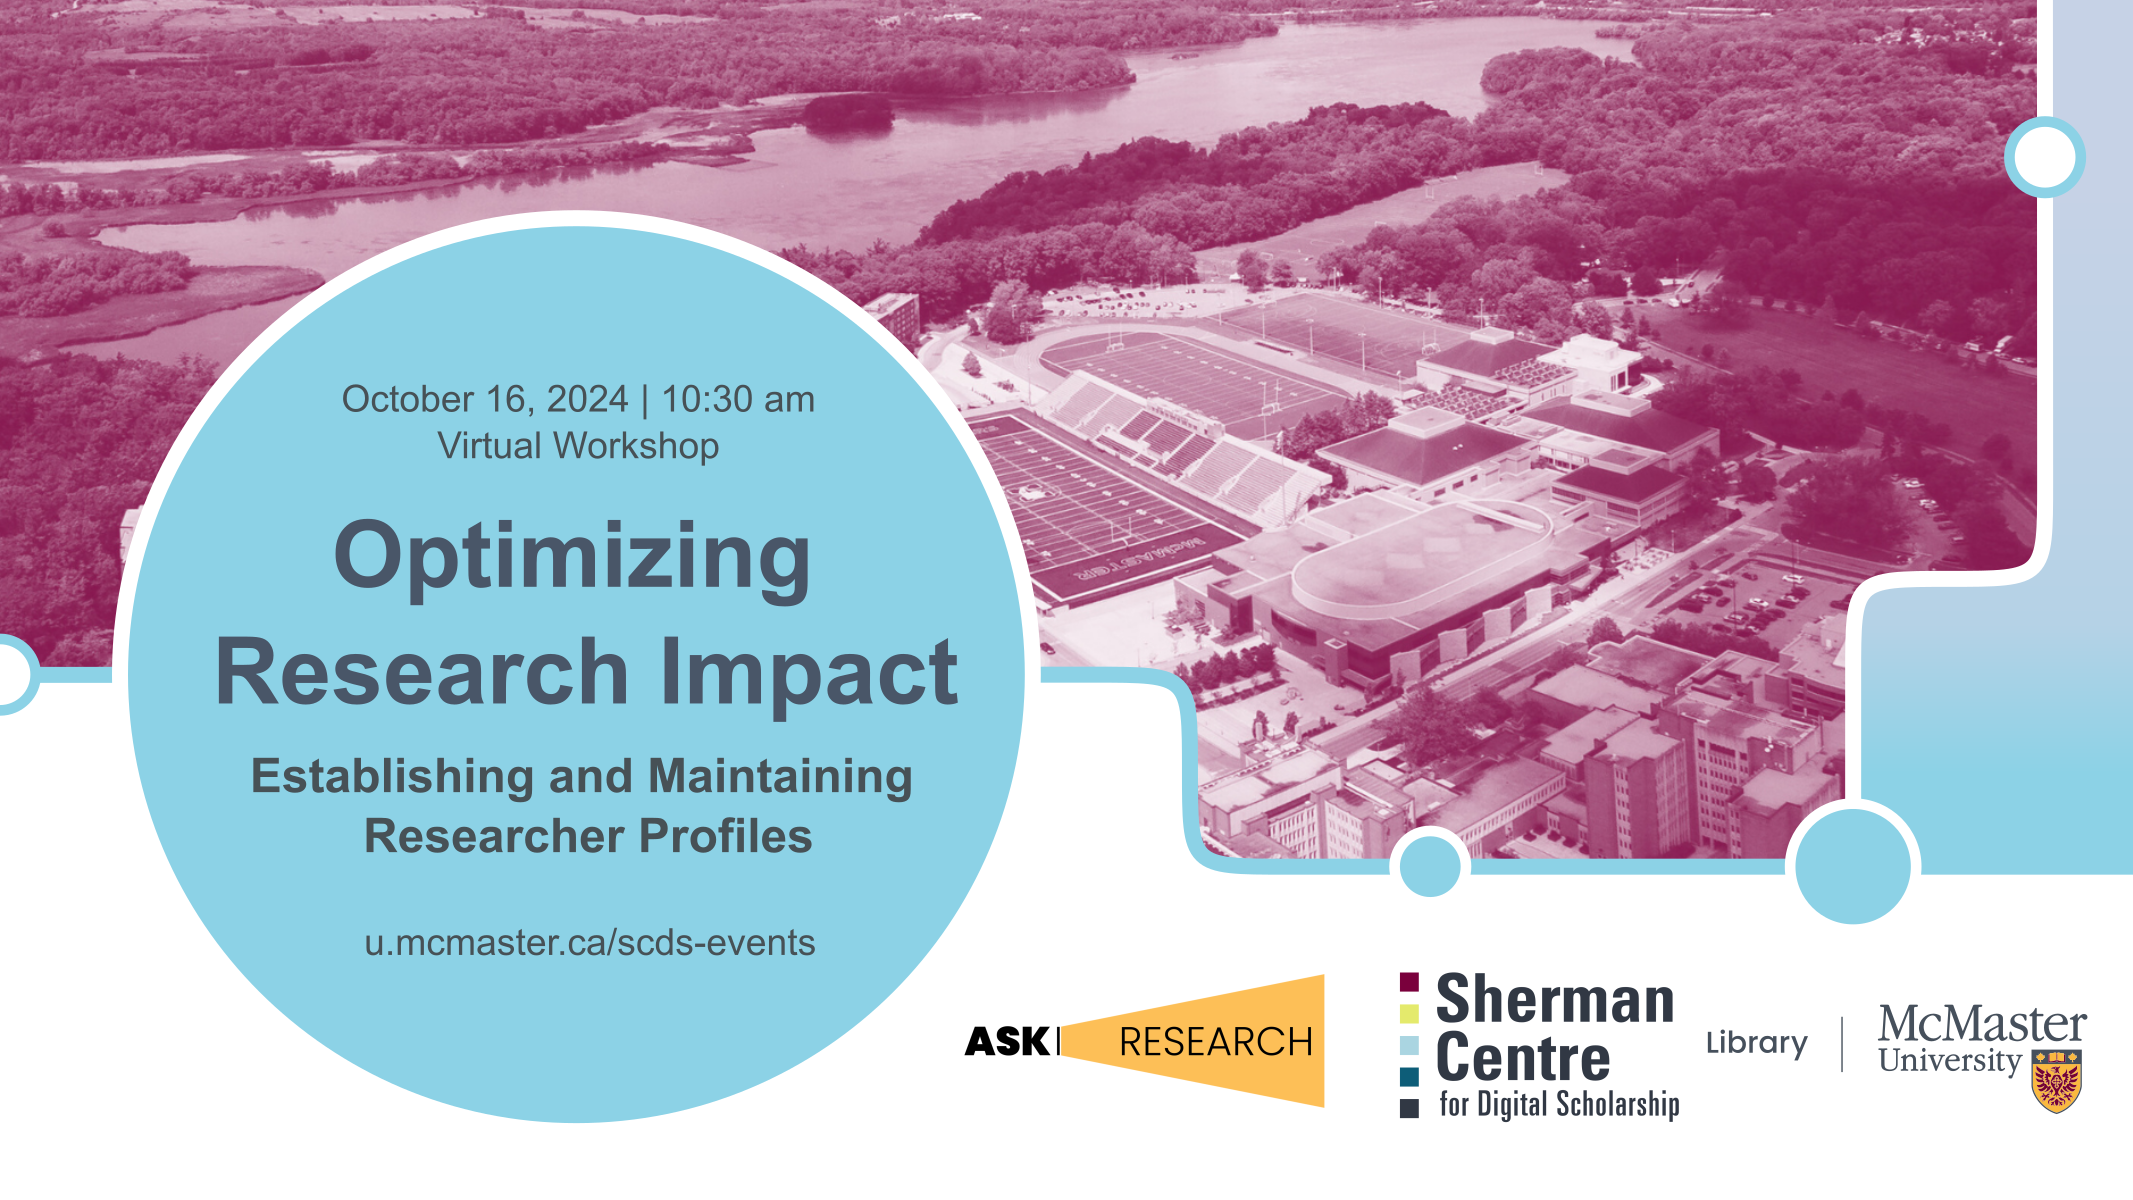 October 16, 2024 | 10:30 am
Virtual Workshop
Optimizing
Research Impact
Establishing and Maintaining
Researcher Profiles
u.mcmaster.ca/scds-events
McMASTER
ASK RESEARCH
Sherman
Centre
for Digital Scholarship
Library
McMaster
University